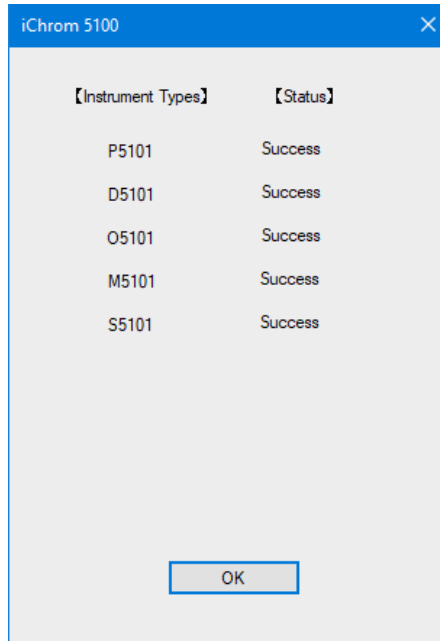 iChrom 5100
【Instrument Types】 【Status】
P5101 Success
D5101 Success
O5101 Success
M5101 Success
S5101 Success
OK